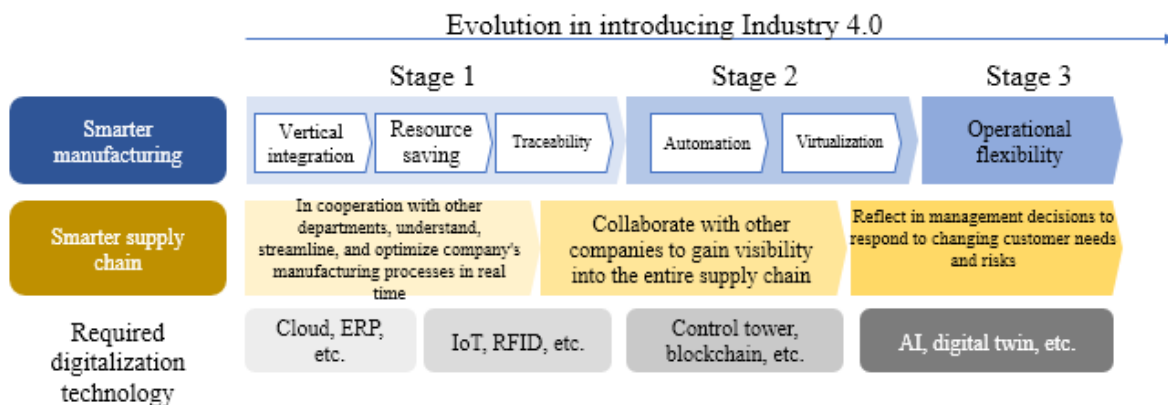 Evolution in introducing Industry 4.0
Stage 1
Stage 2
Stage 3
Smarter
manufacturing
Vertical
integration
Resource
saving
Traceability
Automation
Virtualization
Operational
flexibility
Smarter supply
chain
In cooperation with other
departments, understand,
streamline, and optimize company's
manufacturing processes in real
time
Collaborate with other
companies to gain visibility
into the entire supply chain
Reflect in management decisions to
respond to changing customer needs
and risks
Required
digitalization
technology
Cloud, ERP,
etc.
IoT, RFID, etc.
Control tower,
blockchain, etc.
AI, digital twin, etc.